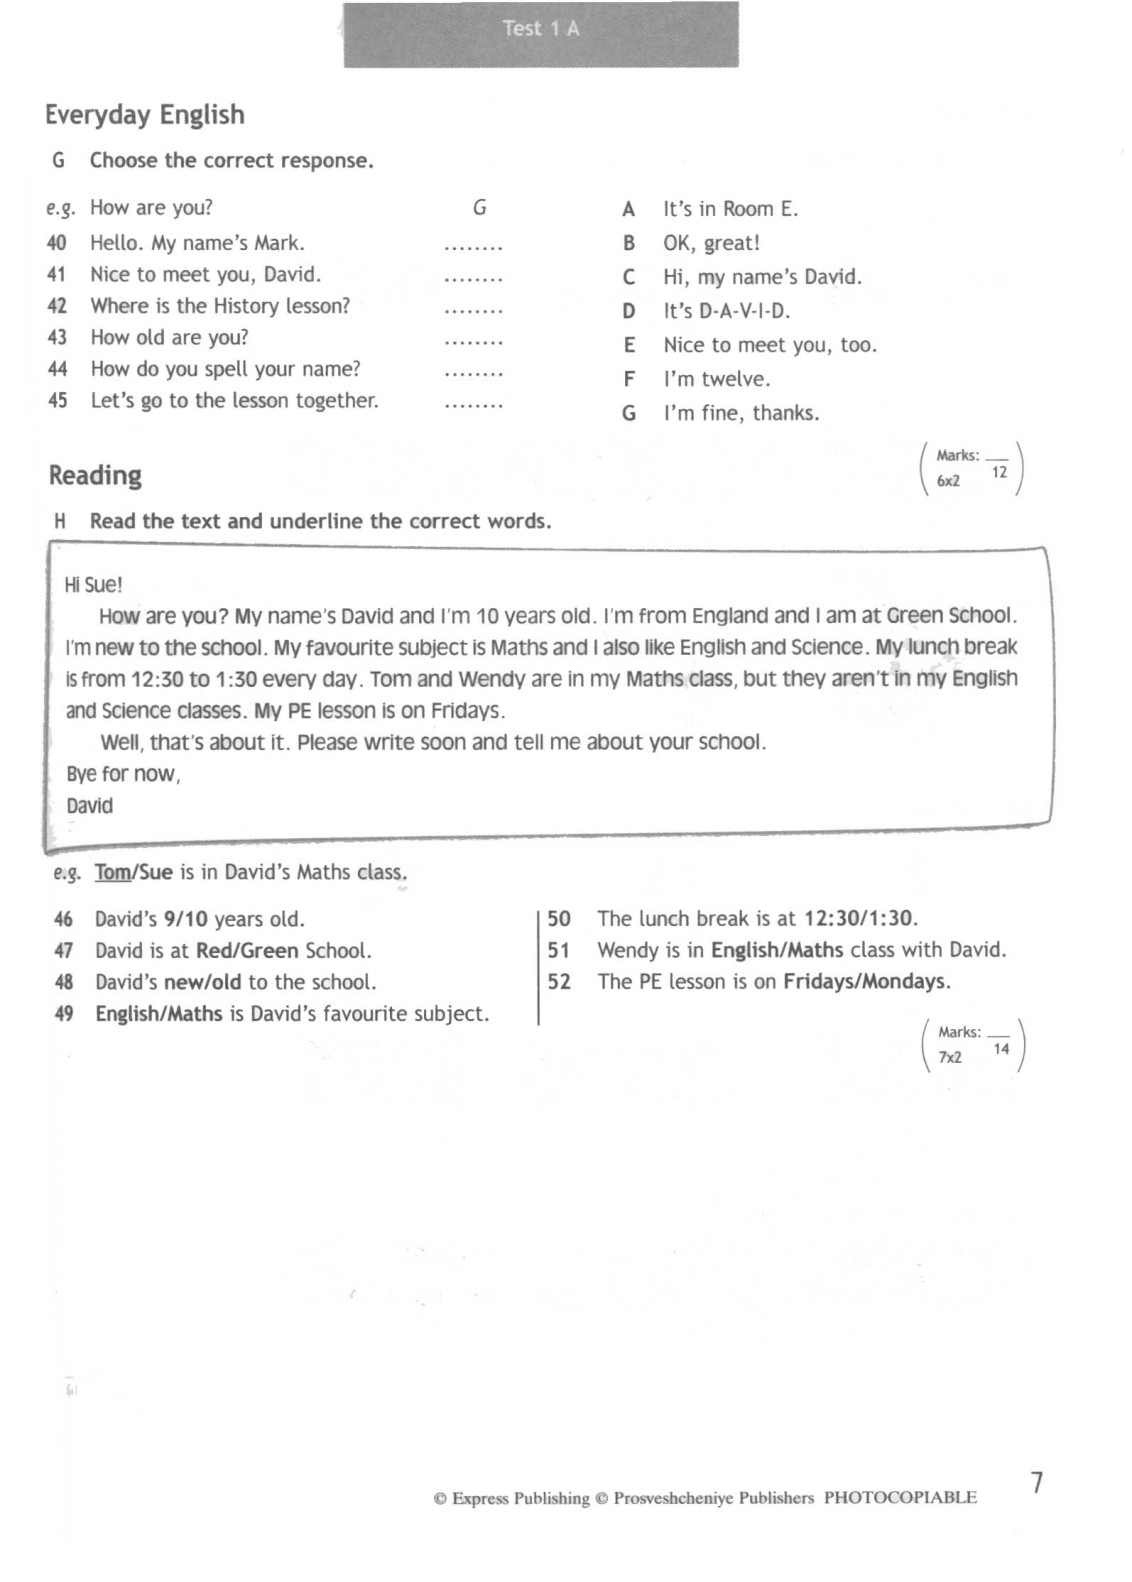 Test 1 A
Everyday English
G Choose the correct response.
e.g. How are you? G
40 Hello. My name's Mark. ........
41 Nice to meet you, David. ........
42 Where is the History lesson? ........
43 How old are you? ........
44 How do you spell your name? ........
45 Let's go to the lesson together. ........
A It's in Room E.
B OK, great!
C Hi, my name's David.
D It's D-A-V-I-D.
E Nice to meet you, too.
F I'm twelve.
G I'm fine, thanks.
Marks: __
6x2 12
Reading
H Read the text and underline the correct words.
Hi Sue!
How are you? My name's David and I'm 10 years old. I'm from England and I am at Green School.
I'm new to the school. My favourite subject is Maths and I also like English and Science. My lunch break
is from 12:30 to 1:30 every day. Tom and Wendy are in my Maths class, but they aren't in my English
and Science classes. My PE lesson is on Fridays.
Well, that's about it. Please write soon and tell me about your school.
Bye for now,
David
e.g. Tom/Sue is in David's Maths class.
46 David's 9/10 years old.
47 David is at Red/Green School.
48 David's new/old to the school.
49 English/Maths is David's favourite subject.
50 The lunch break is at 12:30/1:30.
51 Wendy is in English/Maths class with David.
52 The PE lesson is on Fridays/Mondays.
Marks: __
7x2 14
© Express Publishing © Prosveshcheniye Publishers PHOTOCOPIABLE
7